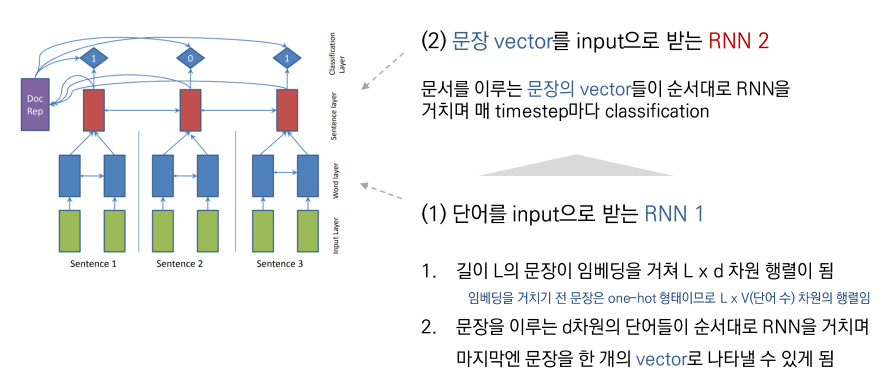 1
0
1
Classification
Layer
Doc
Rep
Sentence layer
Word layer
Input Layer
Sentence 1
Sentence 2
Sentence 3
(2) 문장 vector를 input으로 받는 RNN 2
문서를 이루는 문장의 vector들이 순서대로 RNN을
거치며 매 timestep마다 classification
(1) 단어를 input으로 받는 RNN 1
1. 길이 L의 문장이 임베딩을 거쳐 L x d 차원 행렬이 됨
임베딩을 거치기 전 문장은 one-hot 형태이므로 L x V(단어 수) 차원의 행렬임
2. 문장을 이루는 d차원의 단어들이 순서대로 RNN을 거치며
마지막엔 문장을 한 개의 vector로 나타낼 수 있게 됨